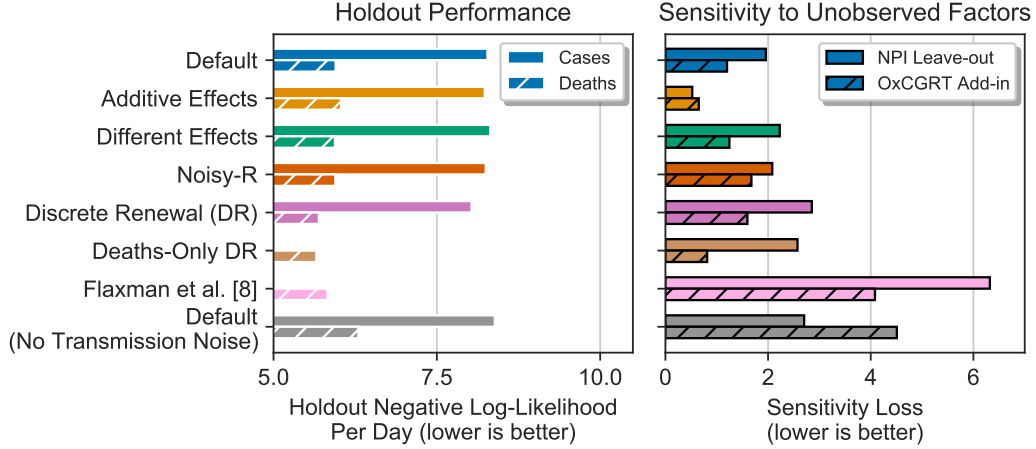 Holdout Performance
Sensitivity to Unobserved Factors
Default
Additive Effects
Different Effects
Noisy-R
Discrete Renewal (DR)
Deaths-Only DR
Flaxman et al. [8]
Default
(No Transmission Noise)
Cases
Deaths
NPI Leave-out
OxCGRT Add-in
5.0 7.5 10.0
0 2 4 6
Holdout Negative Log-Likelihood
Per Day (lower is better)
Sensitivity Loss
(lower is better)